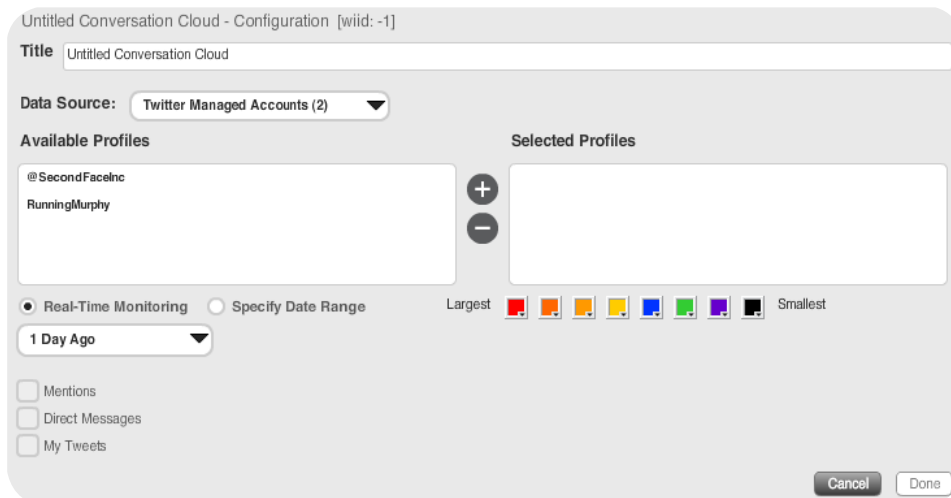 Untitled Conversation Cloud - Configuration [wiid: -1]
Title Untitled Conversation Cloud
Data Source: Twitter Managed Accounts (2)
Available Profiles Selected Profiles
@SecondFaceInc
RunningMurphy
Real-Time Monitoring Specify Date Range Largest Smallest
1 Day Ago
Mentions
Direct Messages
My Tweets
Cancel Done